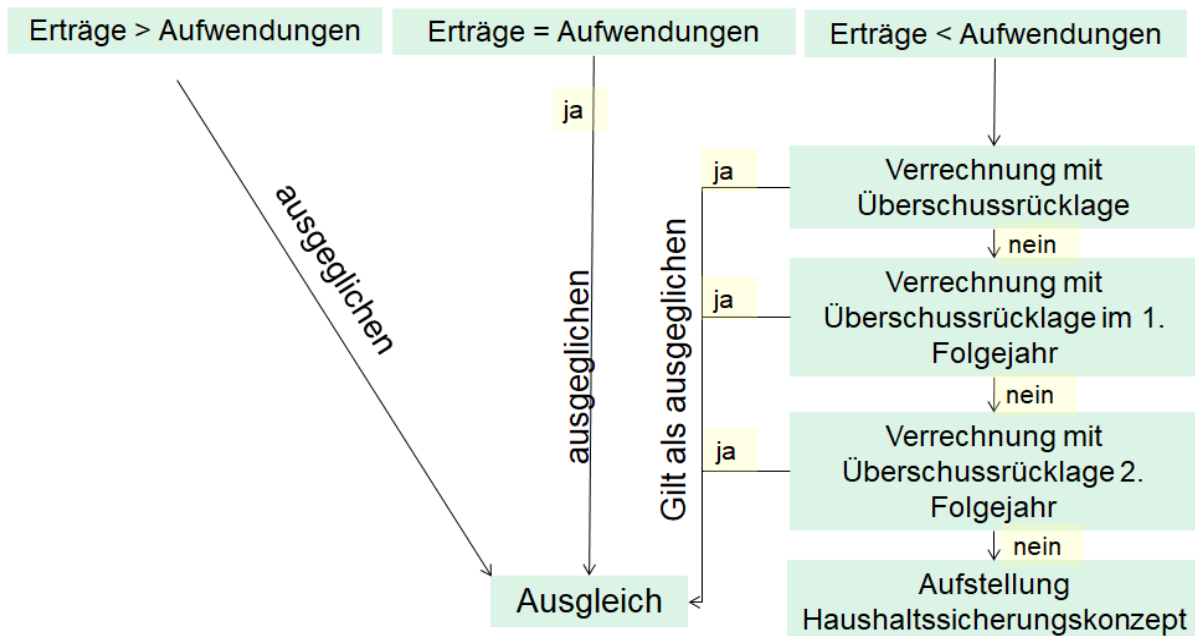 Erträge > Aufwendungen
Erträge = Aufwendungen
Erträge < Aufwendungen
ja
ausgeglichen
ausgeglichen
Gilt als ausgeglichen
ja
Verrechnung mit
Überschussrücklage
nein
ja
Verrechnung mit
Überschussrücklage im 1.
Folgejahr
nein
ja
Verrechnung mit
Überschussrücklage 2.
Folgejahr
nein
Ausgleich
Aufstellung
Haushaltssicherungskonzept